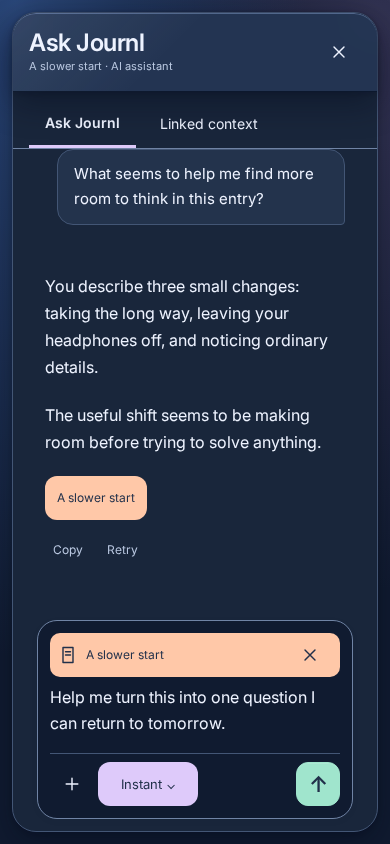 Ask Journl
A slower start · AI assistant
Ask Journl
Linked context
What seems to help me find more
room to think in this entry?
You describe three small changes:
taking the long way, leaving your
headphones off, and noticing ordinary
details.
The useful shift seems to be making
room before trying to solve anything.
A slower start
Copy
Retry
A slower start
Help me turn this into one question I
can return to tomorrow.
Instant